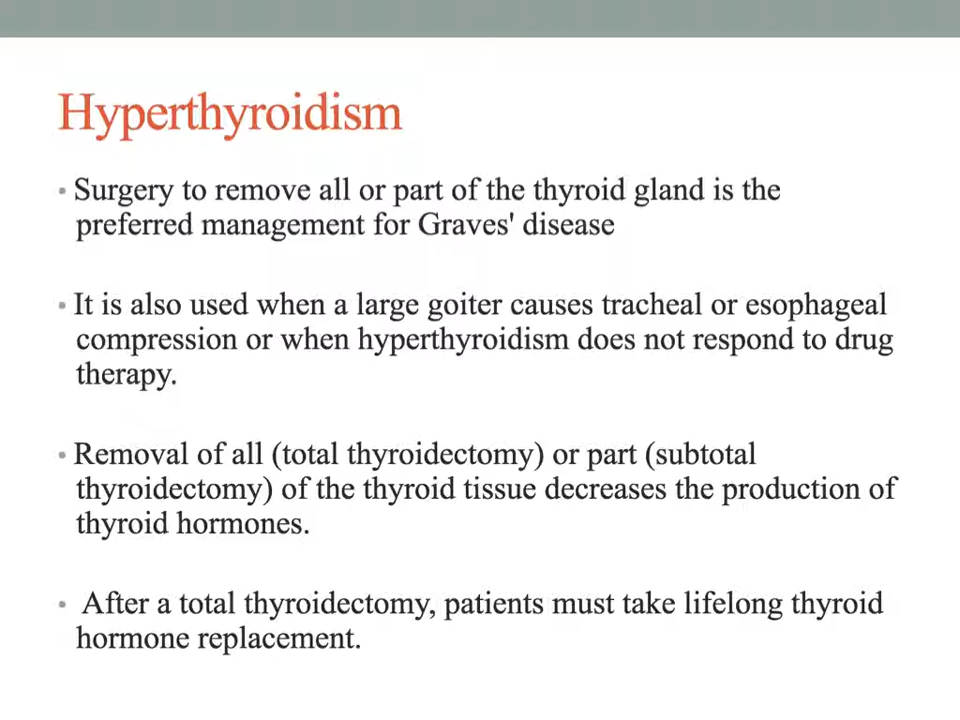 Hyperthyroidism
• Surgery to remove all or part of the thyroid gland is the
preferred management for Graves' disease
• It is also used when a large goiter causes tracheal or esophageal
compression or when hyperthyroidism does not respond to drug
therapy.
• Removal of all (total thyroidectomy) or part (subtotal
thyroidectomy) of the thyroid tissue decreases the production of
thyroid hormones.
• After a total thyroidectomy, patients must take lifelong thyroid
hormone replacement.